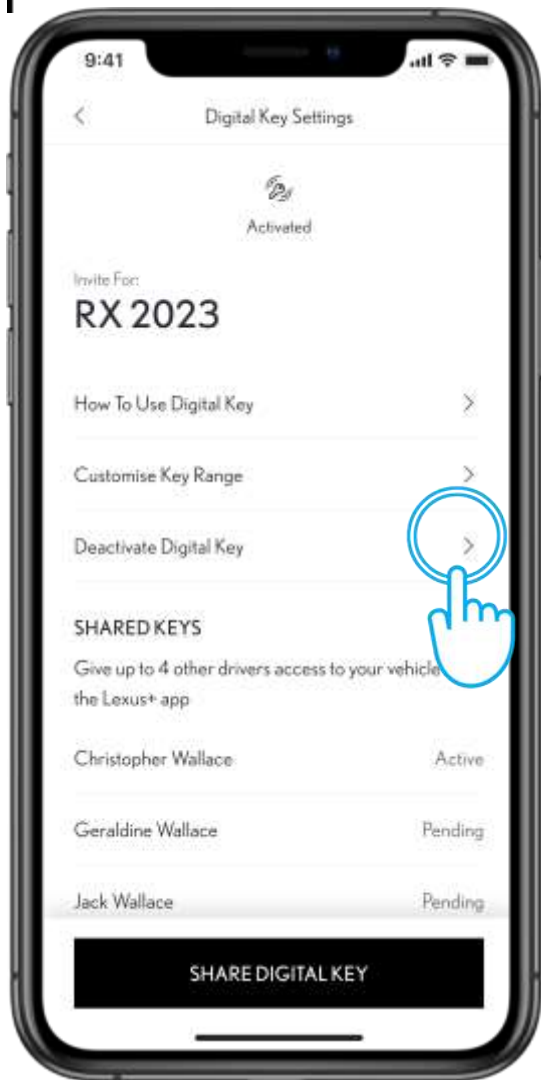 9:41
Digital Key Settings
Activated
Invite For:
RX 2023
How To Use Digital Key
Customise Key Range
Deactivate Digital Key
SHARED KEYS
Give up to 4 other drivers access to your vehicle
the Lexus+ app
Christopher Wallace Active
Geraldine Wallace Pending
Jack Wallace Pending
SHARE DIGITAL KEY